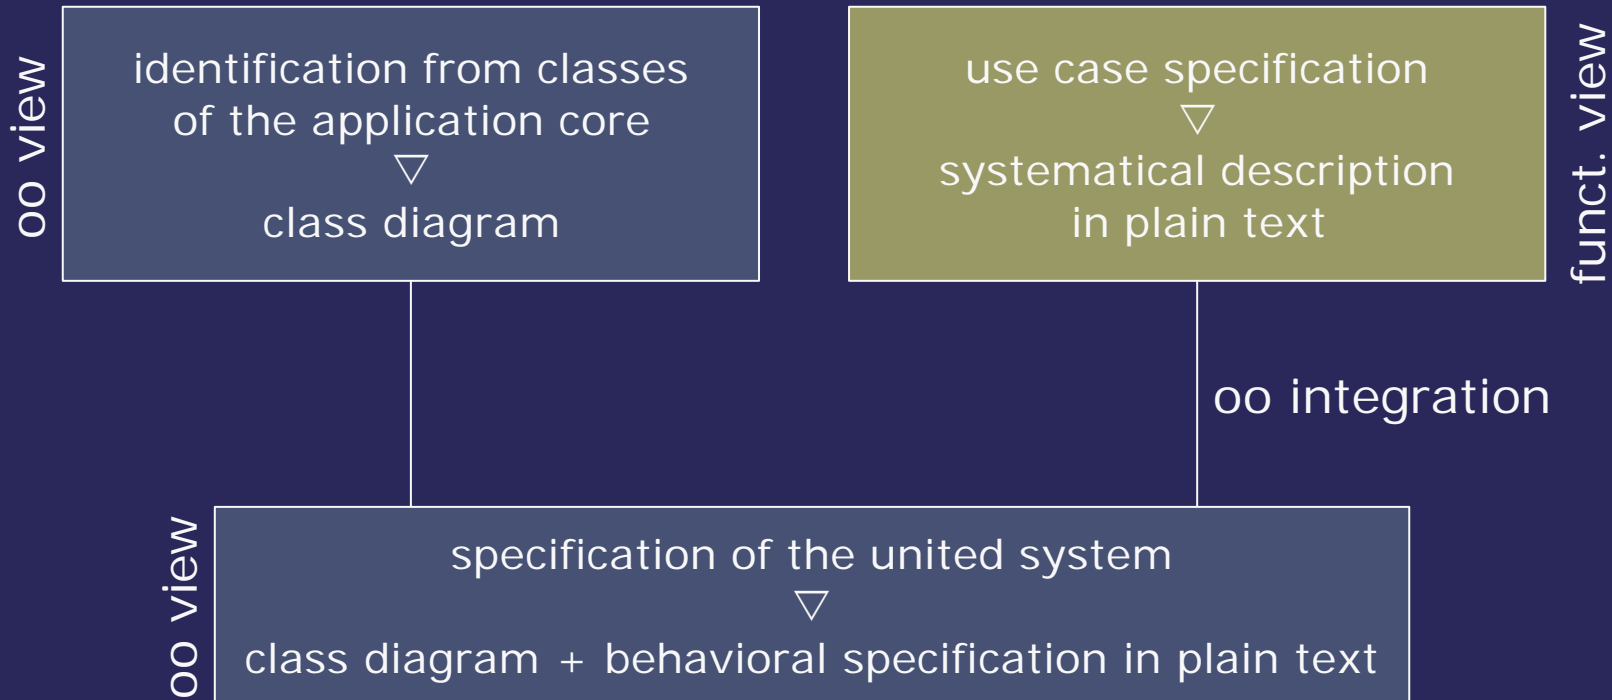 oo view
identification from classes
of the application core
class diagram
use case specification
systematical description
in plain text
funct. view
oo integration
oo view
specification of the united system
class diagram + behavioral specification in plain text